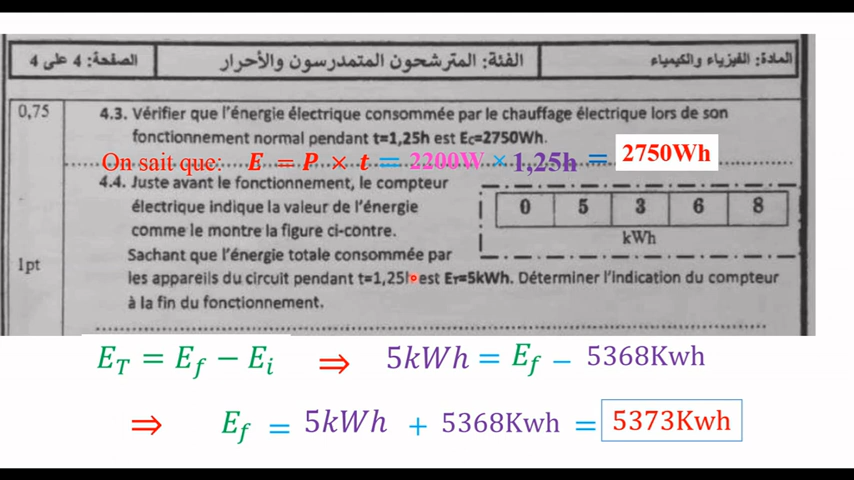 المادة: الفيزياء والكيمياء
الفئة: المترشحون المتمدرسون والأحرار
الصفحة: 4 على 4
0,75
4.3. Vérifier que l'énergie électrique consommée par le chauffage électrique lors de son
fonctionnement normal pendant t=1,25h est Ec=2750Wh.
On sait que: E = P × t = 2200W × 1,25h = 2750Wh
4.4. Juste avant le fonctionnement, le compteur
électrique indique la valeur de l'énergie
comme le montre la figure ci-contre.
0 5 3 6 8
kWh
1pt
Sachant que l'énergie totale consommée par
les appareils du circuit pendant t=1,25h est ET=5kWh. Déterminer l'indication du compteur
à la fin du fonctionnement.
E_T = E_f − E_i ⇒ 5kWh = E_f − 5368Kwh
⇒ E_f = 5kWh + 5368Kwh = 5373Kwh